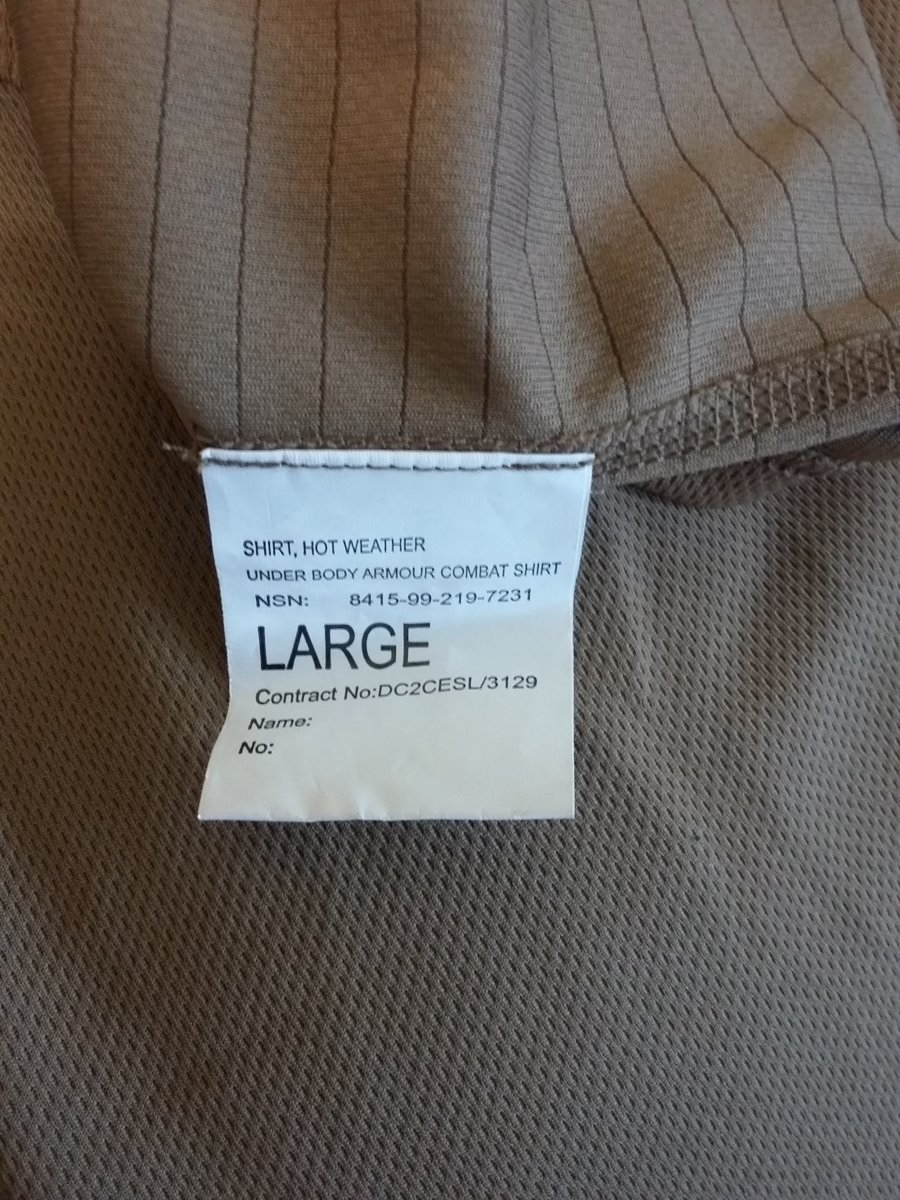 SHIRT, HOT WEATHER
UNDER BODY ARMOUR COMBAT SHIRT
NSN: 8415-99-219-7231
LARGE
Contract No:DC2CESL/3129
Name:
No: